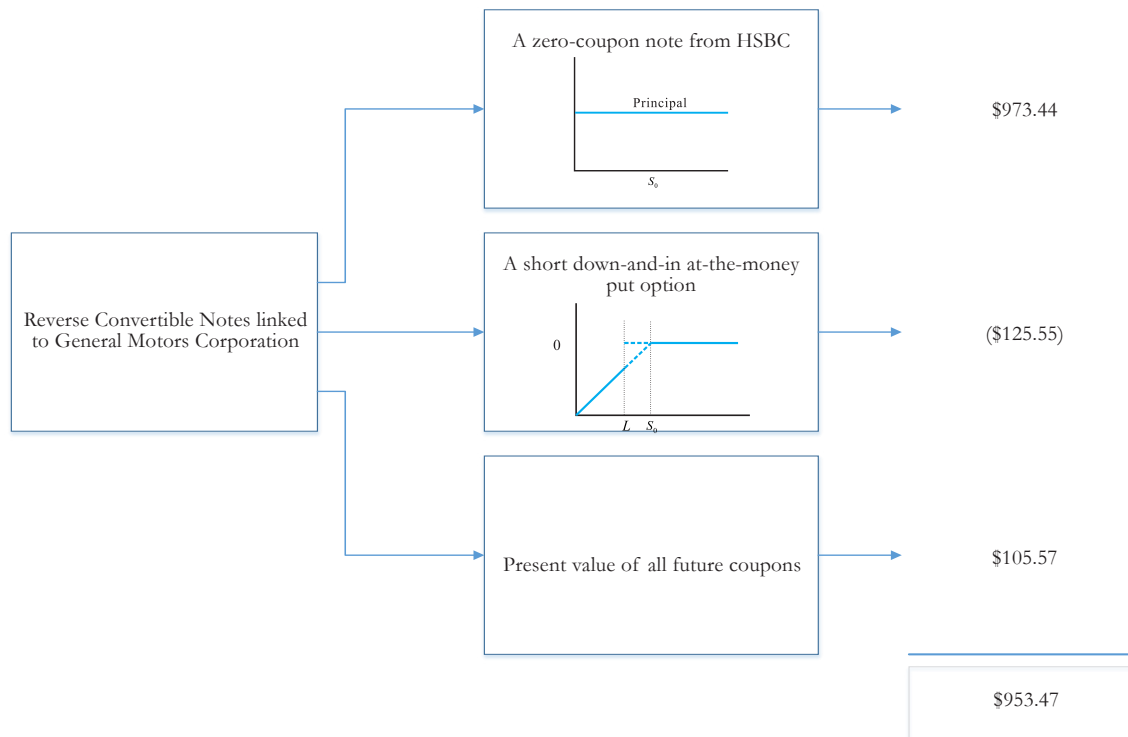 A zero-coupon note from HSBC
Principal
S₀
$973.44
Reverse Convertible Notes linked
to General Motors Corporation
A short down-and-in at-the-money
put option
0
L S₀
($125.55)
Present value of all future coupons
$105.57
$953.47